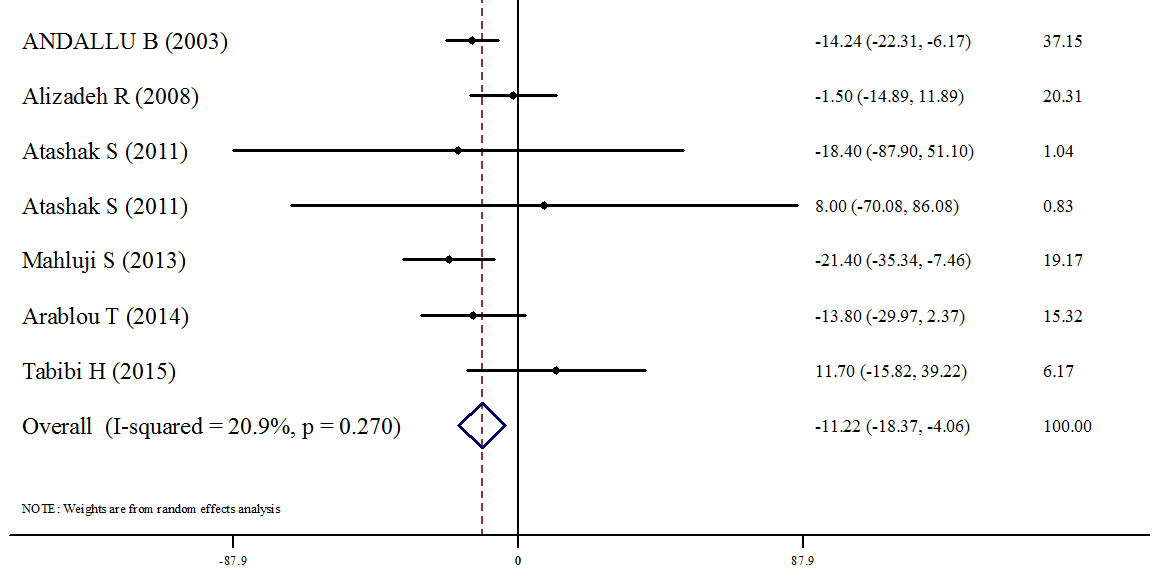 ANDALLU B (2003) -14.24 (-22.31, -6.17) 37.15
Alizadeh R (2008) -1.50 (-14.89, 11.89) 20.31
Atashak S (2011) -18.40 (-87.90, 51.10) 1.04
Atashak S (2011) 8.00 (-70.08, 86.08) 0.83
Mahluji S (2013) -21.40 (-35.34, -7.46) 19.17
Arablou T (2014) -13.80 (-29.97, 2.37) 15.32
Tabibi H (2015) 11.70 (-15.82, 39.22) 6.17
Overall (I-squared = 20.9%, p = 0.270) -11.22 (-18.37, -4.06) 100.00
NOTE: Weights are from random effects analysis
-87.9 0 87.9